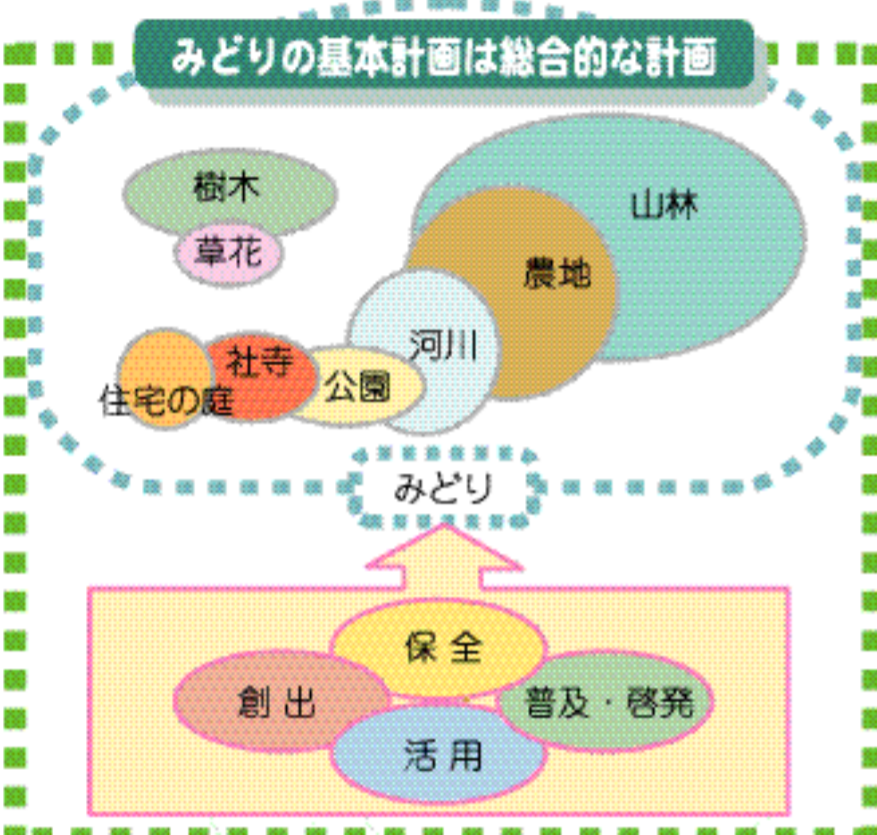 みどりの基本計画は総合的な計画
樹木
山林
草花
農地
河川
社寺
公園
住宅の庭
みどり
保全
創出
普及・啓発
活用